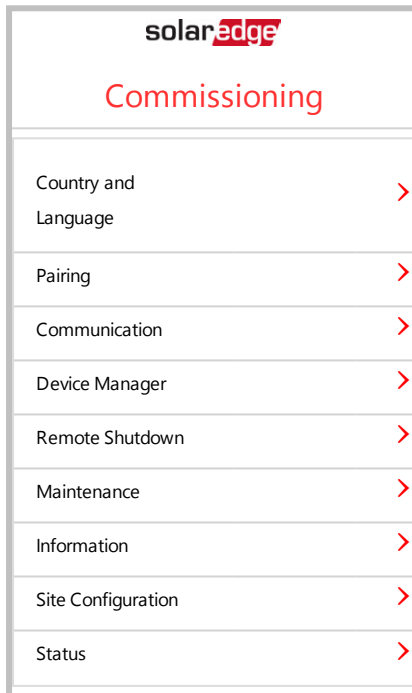 solaredge
Commissioning
Country and
Language
Pairing
Communication
Device Manager
Remote Shutdown
Maintenance
Information
Site Configuration
Status